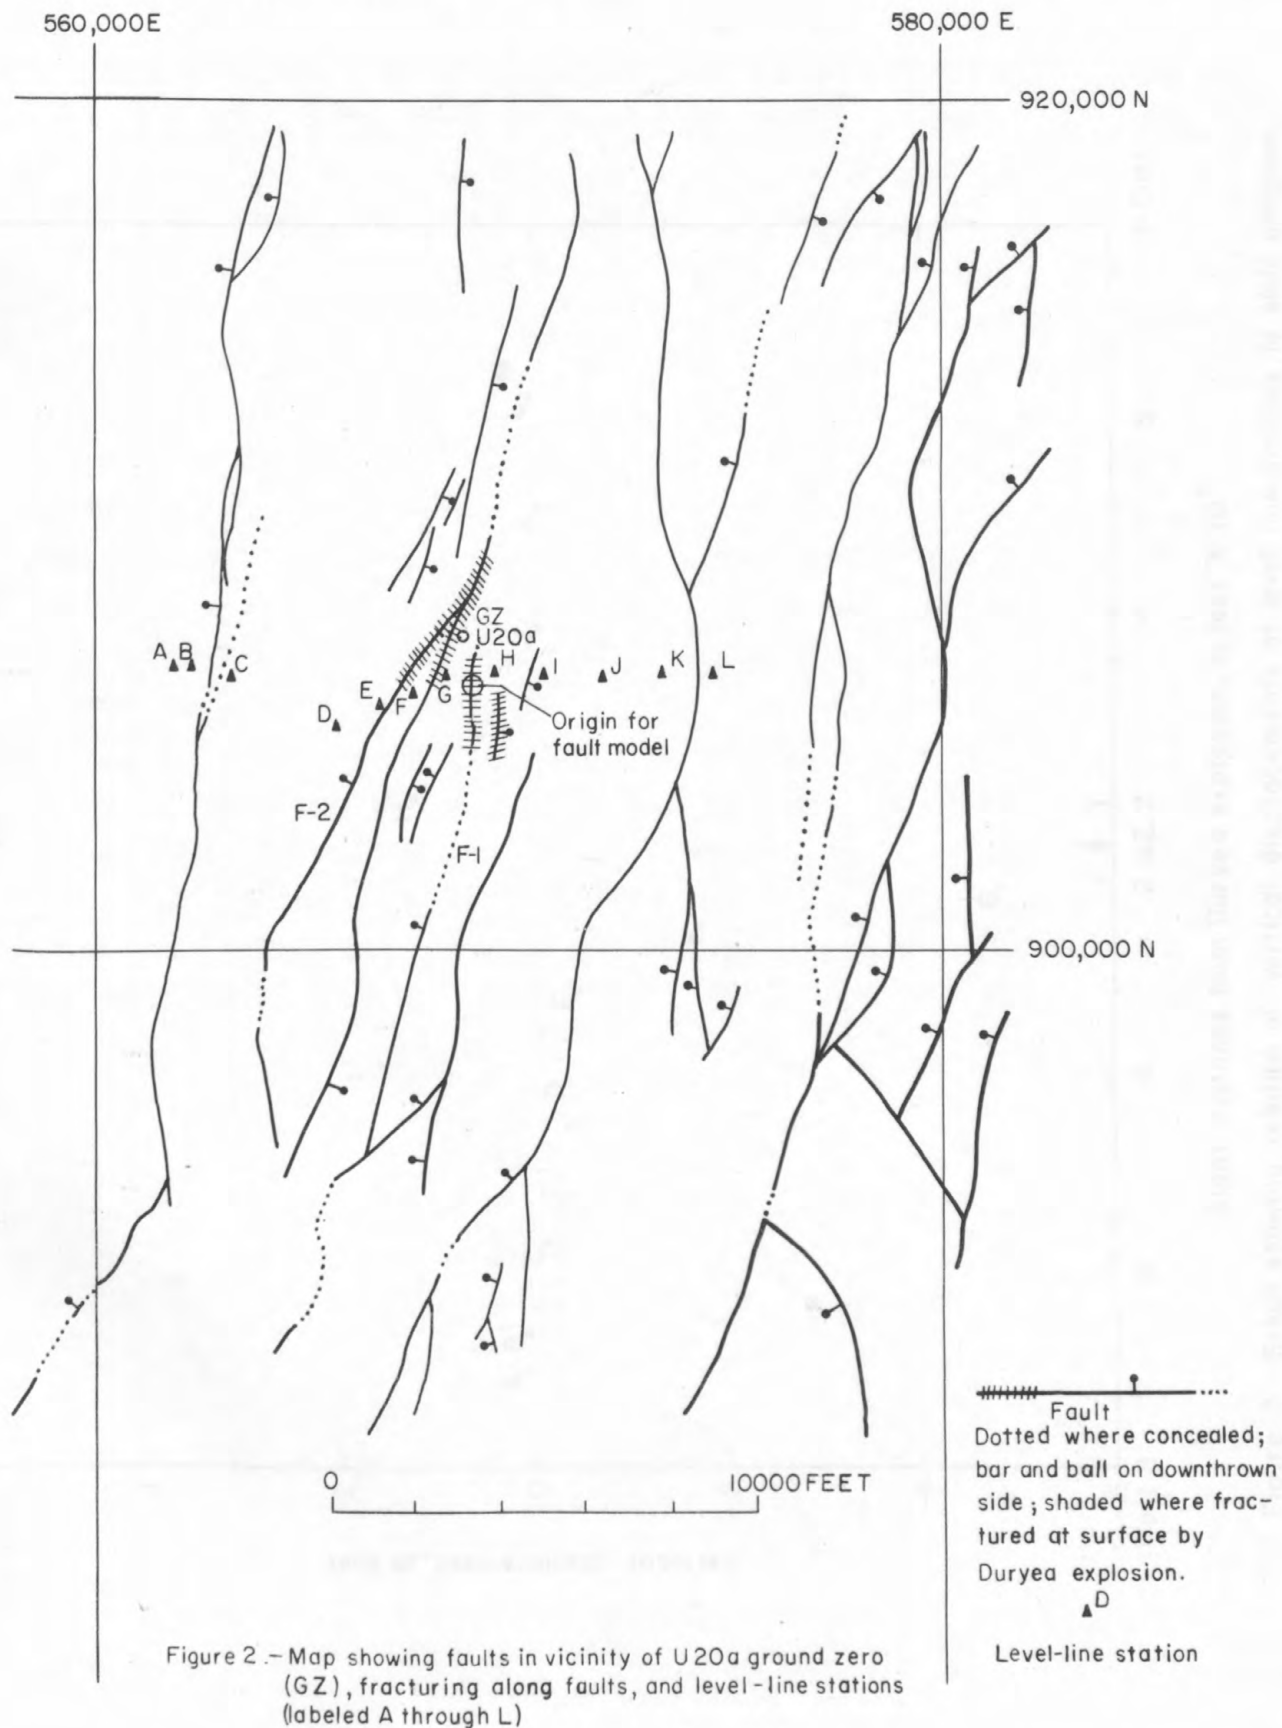 560,000E
580,000 E
920,000 N
GZ
U20a
A
B
C
D
E
F
G
H
I
J
K
L
Origin for
fault model
F-2
F-1
900,000 N
0
10000 FEET
Fault
Dotted where concealed;
bar and ball on downthrown
side; shaded where frac-
tured at surface by
Duryea explosion.
D
Level-line station
Figure 2.- Map showing faults in vicinity of U20a ground zero
(GZ), fracturing along faults, and level-line stations
(labeled A through L)